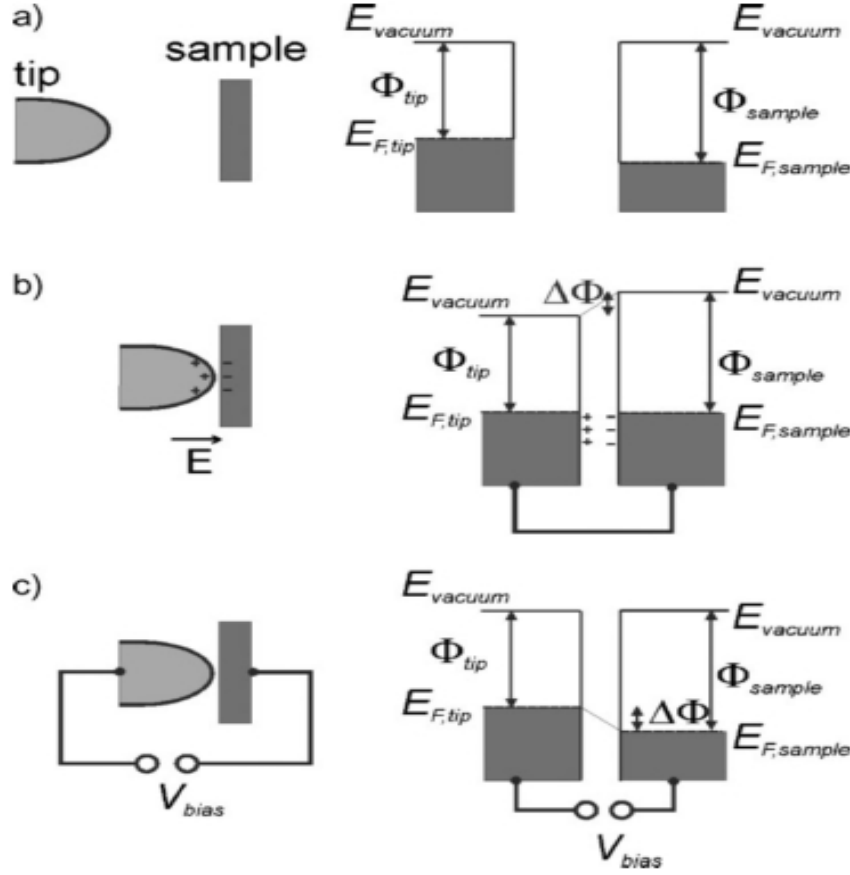 a)
tip
sample
E_vacuum
E_vacuum
Φ_tip
Φ_sample
E_F,tip
E_F,sample
b)
E_vacuum
ΔΦ
E_vacuum
Φ_tip
Φ_sample
+ −
+ −
+ −
E_F,tip
+ −
+ −
+ −
E_F,sample
E
c)
E_vacuum
E_vacuum
Φ_tip
Φ_sample
E_F,tip
ΔΦ
E_F,sample
V_bias
V_bias